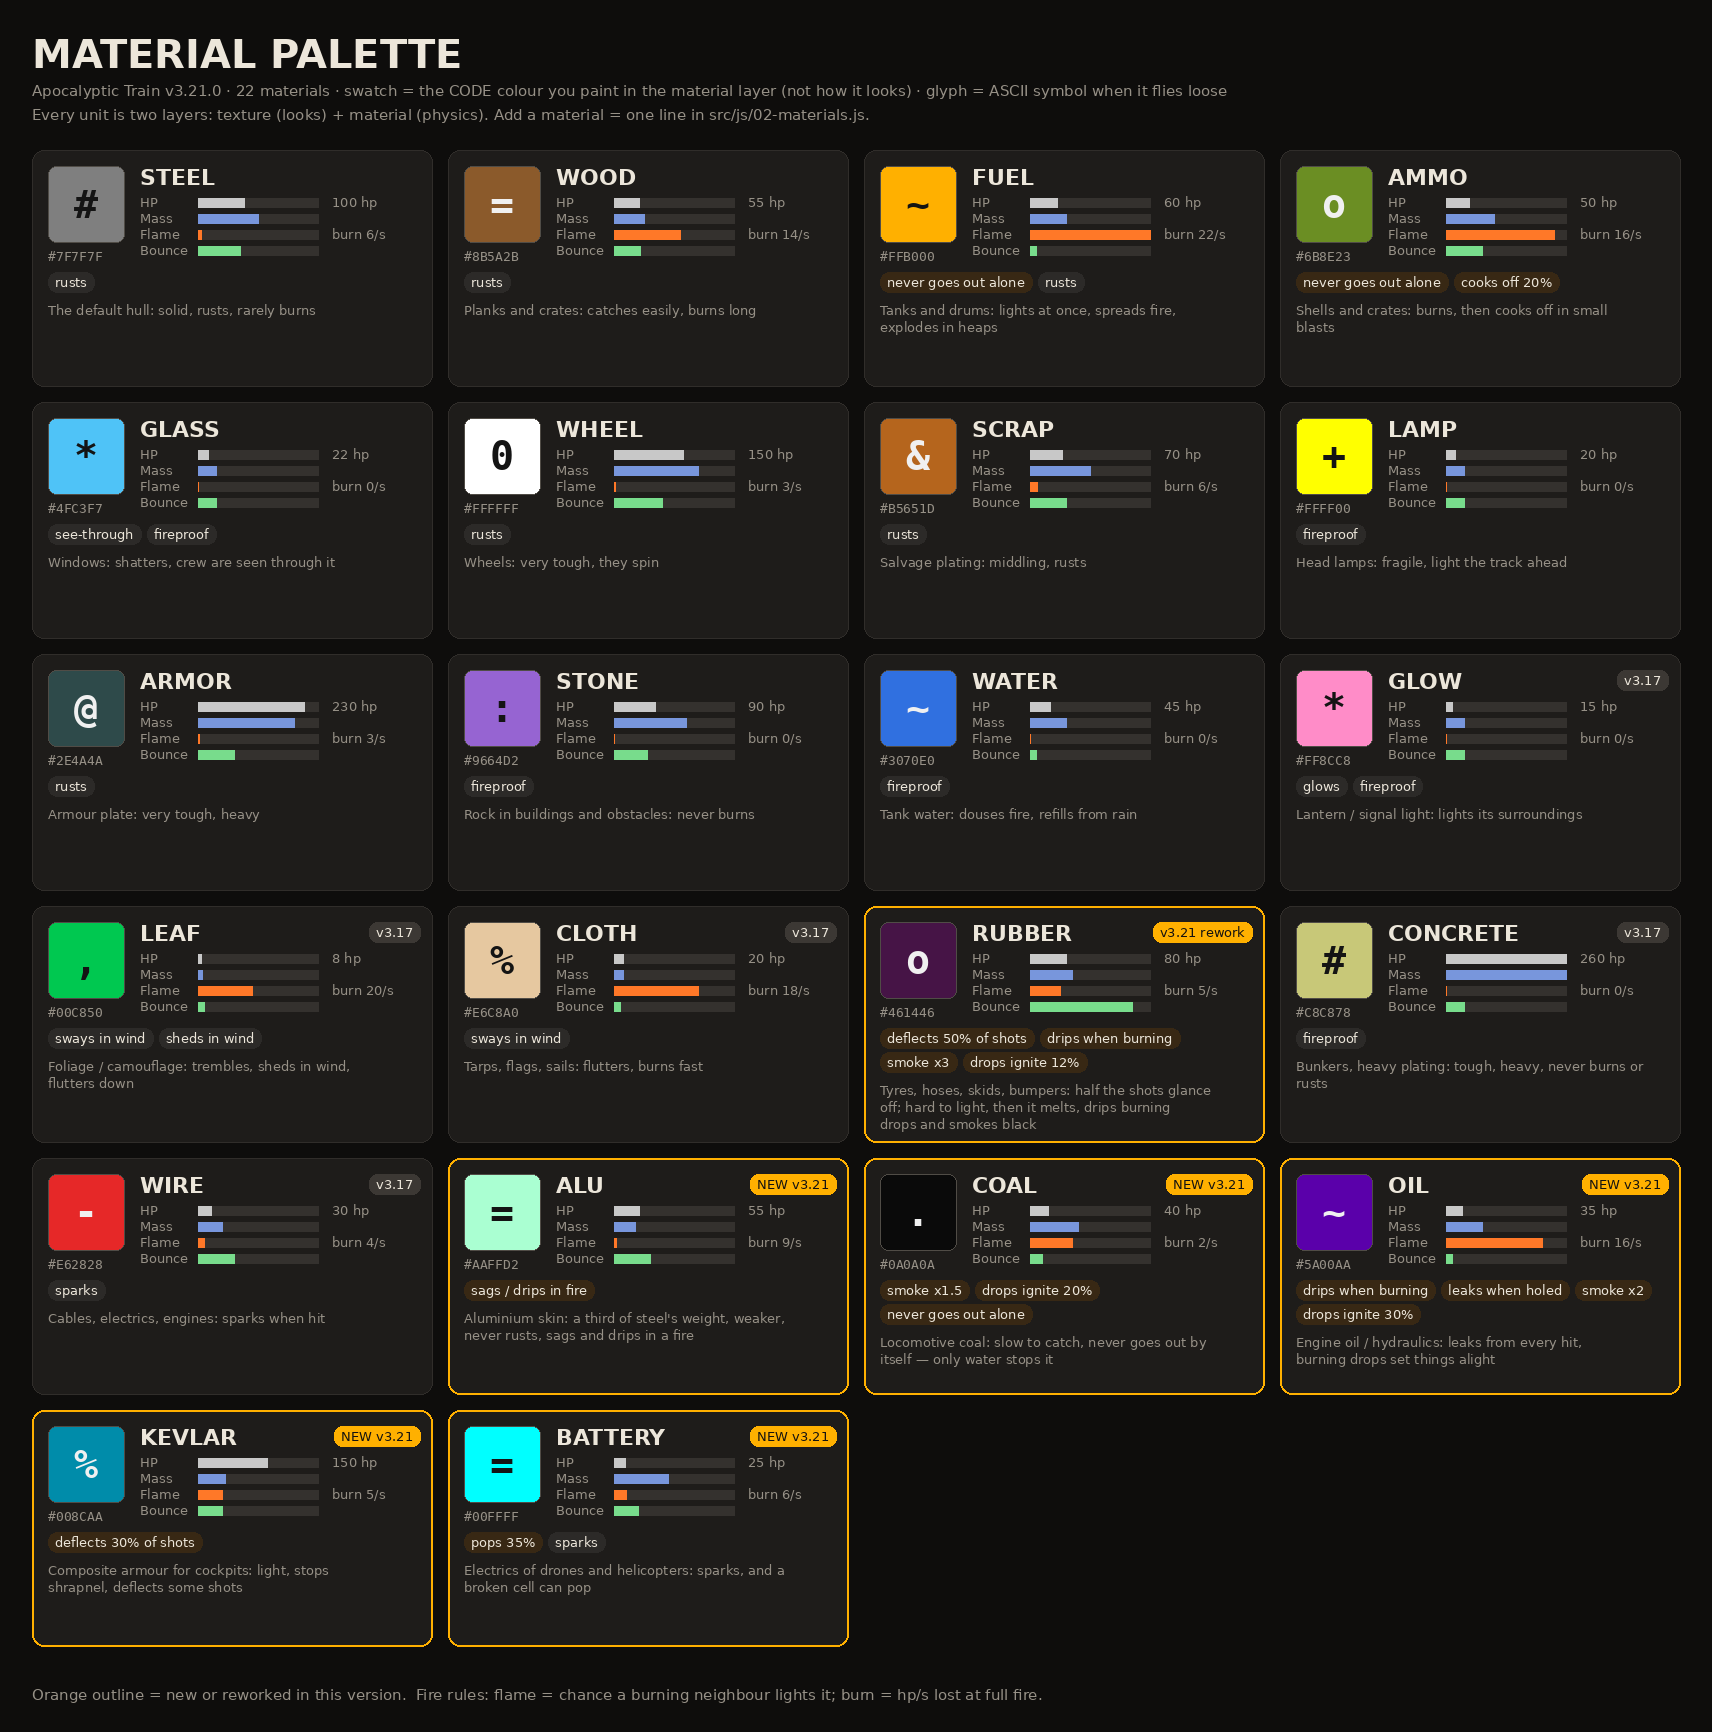 MATERIAL PALETTE
Apocalyptic Train v3.21.0 · 22 materials · swatch = the CODE colour you paint in the material layer (not how it looks) · glyph = ASCII symbol when it flies loose
Every unit is two layers: texture (looks) + material (physics). Add a material = one line in src/js/02-materials.js.
#
STEEL
HP 100 hp
Mass
Flame burn 6/s
Bounce
#7F7F7F
rusts
The default hull: solid, rusts, rarely burns
=
WOOD
HP 55 hp
Mass
Flame burn 14/s
Bounce
#8B5A2B
rusts
Planks and crates: catches easily, burns long
~
FUEL
HP 60 hp
Mass
Flame burn 22/s
Bounce
#FFB000
never goes out alone rusts
Tanks and drums: lights at once, spreads fire,
explodes in heaps
o
AMMO
HP 50 hp
Mass
Flame burn 16/s
Bounce
#6B8E23
never goes out alone cooks off 20%
Shells and crates: burns, then cooks off in small
blasts
*
GLASS
HP 22 hp
Mass
Flame burn 0/s
Bounce
#4FC3F7
see-through fireproof
Windows: shatters, crew are seen through it
0
WHEEL
HP 150 hp
Mass
Flame burn 3/s
Bounce
#FFFFFF
rusts
Wheels: very tough, they spin
&
SCRAP
HP 70 hp
Mass
Flame burn 6/s
Bounce
#B5651D
rusts
Salvage plating: middling, rusts
+
LAMP
HP 20 hp
Mass
Flame burn 0/s
Bounce
#FFFF00
fireproof
Head lamps: fragile, light the track ahead
@
ARMOR
HP 230 hp
Mass
Flame burn 3/s
Bounce
#2E4A4A
rusts
Armour plate: very tough, heavy
:
STONE
HP 90 hp
Mass
Flame burn 0/s
Bounce
#9664D2
fireproof
Rock in buildings and obstacles: never burns
~
WATER
HP 45 hp
Mass
Flame burn 0/s
Bounce
#3070E0
fireproof
Tank water: douses fire, refills from rain
*
GLOW v3.17
HP 15 hp
Mass
Flame burn 0/s
Bounce
#FF8CC8
glows fireproof
Lantern / signal light: lights its surroundings
,
LEAF v3.17
HP 8 hp
Mass
Flame burn 20/s
Bounce
#00C850
sways in wind sheds in wind
Foliage / camouflage: trembles, sheds in wind,
flutters down
%
CLOTH v3.17
HP 20 hp
Mass
Flame burn 18/s
Bounce
#E6C8A0
sways in wind
Tarps, flags, sails: flutters, burns fast
o
RUBBER v3.21 rework
HP 80 hp
Mass
Flame burn 5/s
Bounce
#461446
deflects 50% of shots drips when burning
smoke x3 drops ignite 12%
Tyres, hoses, skids, bumpers: half the shots glance
off; hard to light, then it melts, drips burning
drops and smokes black
#
CONCRETE v3.17
HP 260 hp
Mass
Flame burn 0/s
Bounce
#C8C878
fireproof
Bunkers, heavy plating: tough, heavy, never burns or
rusts
-
WIRE v3.17
HP 30 hp
Mass
Flame burn 4/s
Bounce
#E62828
sparks
Cables, electrics, engines: sparks when hit
=
ALU NEW v3.21
HP 55 hp
Mass
Flame burn 9/s
Bounce
#AAFFD2
sags / drips in fire
Aluminium skin: a third of steel's weight, weaker,
never rusts, sags and drips in a fire
.
COAL NEW v3.21
HP 40 hp
Mass
Flame burn 2/s
Bounce
#0A0A0A
smoke x1.5 drops ignite 20%
never goes out alone
Locomotive coal: slow to catch, never goes out by
itself — only water stops it
~
OIL NEW v3.21
HP 35 hp
Mass
Flame burn 16/s
Bounce
#5A00AA
drips when burning leaks when holed smoke x2
drops ignite 30%
Engine oil / hydraulics: leaks from every hit,
burning drops set things alight
%
KEVLAR NEW v3.21
HP 150 hp
Mass
Flame burn 5/s
Bounce
#008CAA
deflects 30% of shots
Composite armour for cockpits: light, stops
shrapnel, deflects some shots
=
BATTERY NEW v3.21
HP 25 hp
Mass
Flame burn 6/s
Bounce
#00FFFF
pops 35% sparks
Electrics of drones and helicopters: sparks, and a
broken cell can pop
Orange outline = new or reworked in this version. Fire rules: flame = chance a burning neighbour lights it; burn = hp/s lost at full fire.